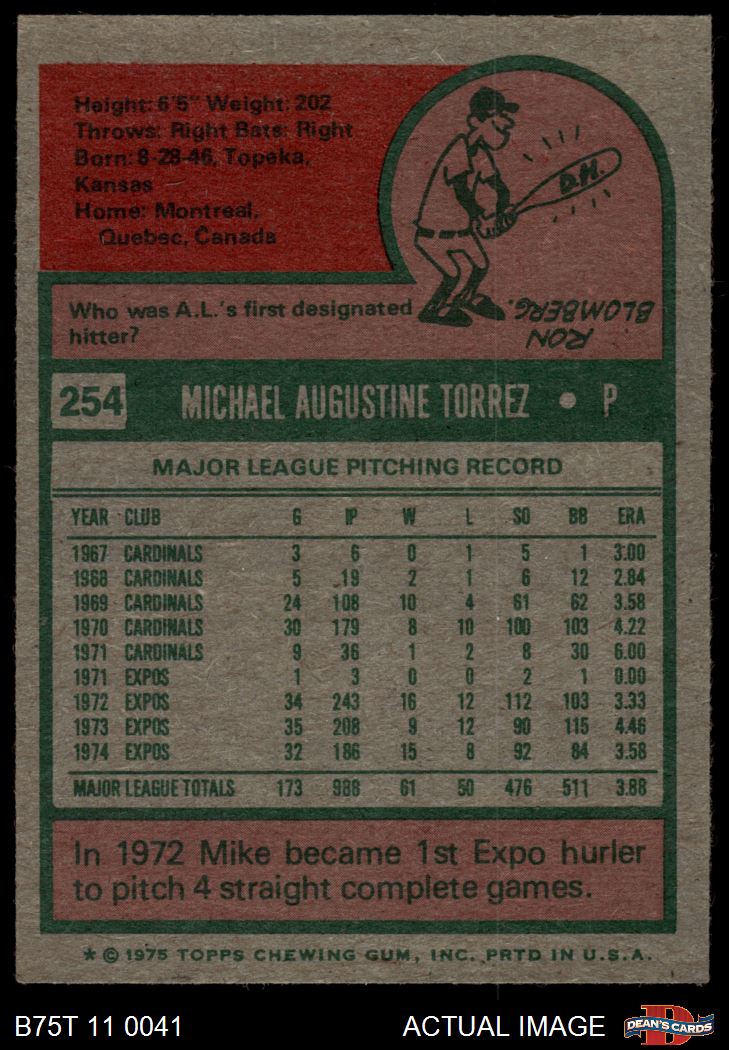 Height: 6'5" Weight: 202
Throws: Right Bats: Right
Born: 8-28-46, Topeka,
Kansas
Home: Montreal,
Quebec, Canada
D.H.
Who was A.L.'s first designated
hitter?
RON
BLOMBERG.
254 MICHAEL AUGUSTINE TORREZ • P
MAJOR LEAGUE PITCHING RECORD
YEAR CLUB G IP W L SO BB ERA
1967 CARDINALS 3 6 0 1 5 1 3.00
1968 CARDINALS 5 19 2 1 6 12 2.84
1969 CARDINALS 24 108 10 4 61 62 3.58
1970 CARDINALS 30 179 8 10 100 103 4.22
1971 CARDINALS 9 36 1 2 8 30 6.00
1971 EXPOS 1 3 0 0 2 1 0.00
1972 EXPOS 34 243 16 12 112 103 3.33
1973 EXPOS 35 208 9 12 90 115 4.46
1974 EXPOS 32 186 15 8 92 84 3.58
MAJOR LEAGUE TOTALS 173 988 61 50 476 511 3.88
In 1972 Mike became 1st Expo hurler
to pitch 4 straight complete games.
* © 1975 TOPPS CHEWING GUM, INC. PRTD IN U.S.A.
B75T 11 0041 ACTUAL IMAGE
D
DEAN'S CARDS